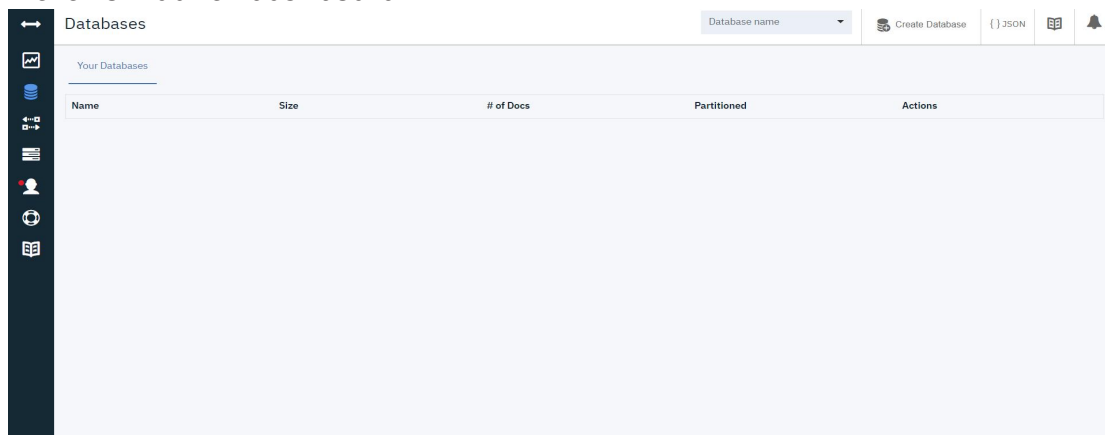 Databases
Database name
Create Database
{ } JSON
Your Databases
Name Size # of Docs Partitioned Actions